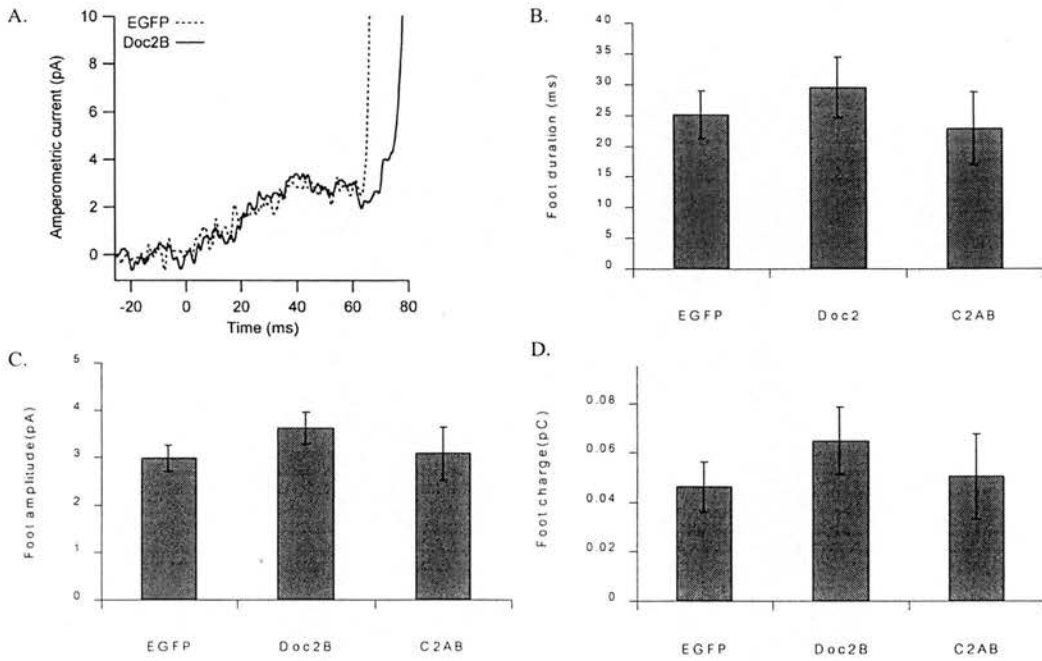 A.
EGFP
Doc2B
10
8
6
4
2
0
Amperometric current (pA)
-20
0
20
40
60
80
Time (ms)
B.
40
35
30
25
20
15
10
5
0
Foot duration (ms)
EGFP
Doc2
C2AB
C.
5
4
3
2
1
0
Foot amplitude(pA)
EGFP
Doc2B
C2AB
D.
0.08
0.06
0.04
0.02
0
Foot charge(pC)
EGFP
Doc2B
C2AB